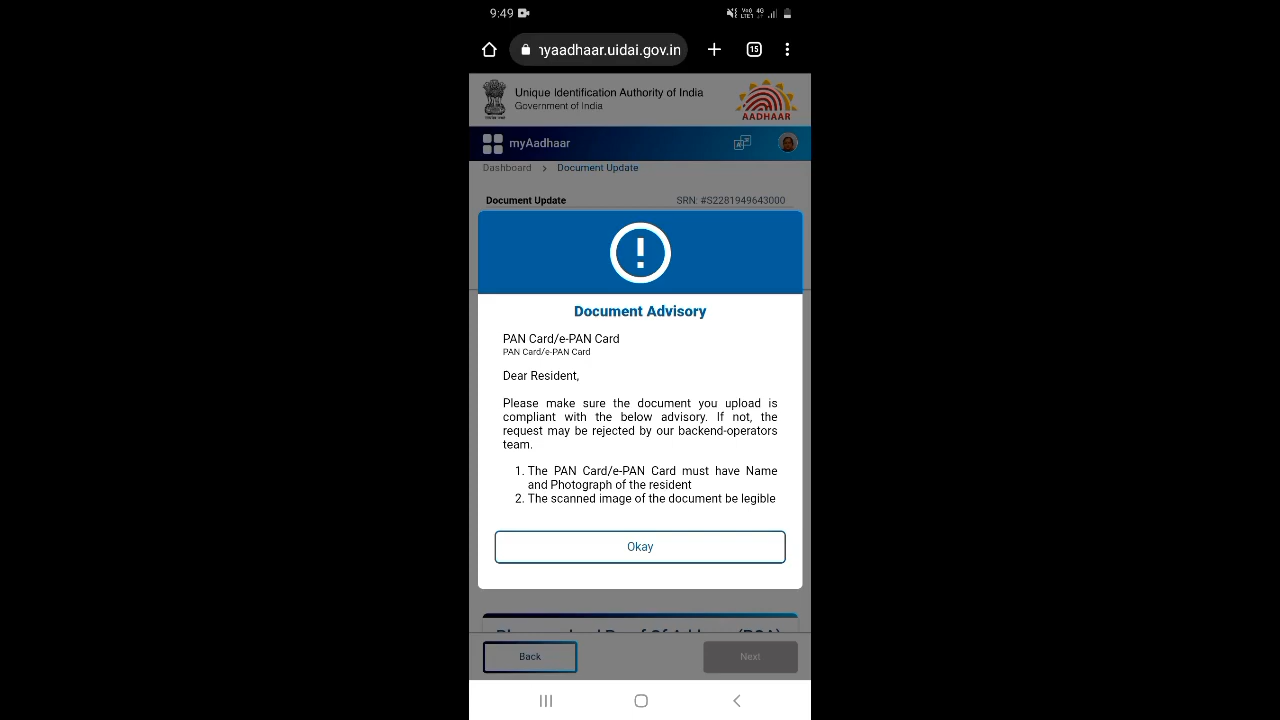 9:49
Vo)) 4G
LTE1
nyaadhaar.uidai.gov.in
15
Unique Identification Authority of India
Government of India
AADHAAR
myAadhaar
Dashboard > Document Update
Document Update SRN: #S2281949643000
Document Advisory
PAN Card/e-PAN Card
PAN Card/e-PAN Card
Dear Resident,
Please make sure the document you upload is
compliant with the below advisory. If not, the
request may be rejected by our backend-operators
team.
1. The PAN Card/e-PAN Card must have Name
and Photograph of the resident
2. The scanned image of the document be legible
Okay
Back
Next